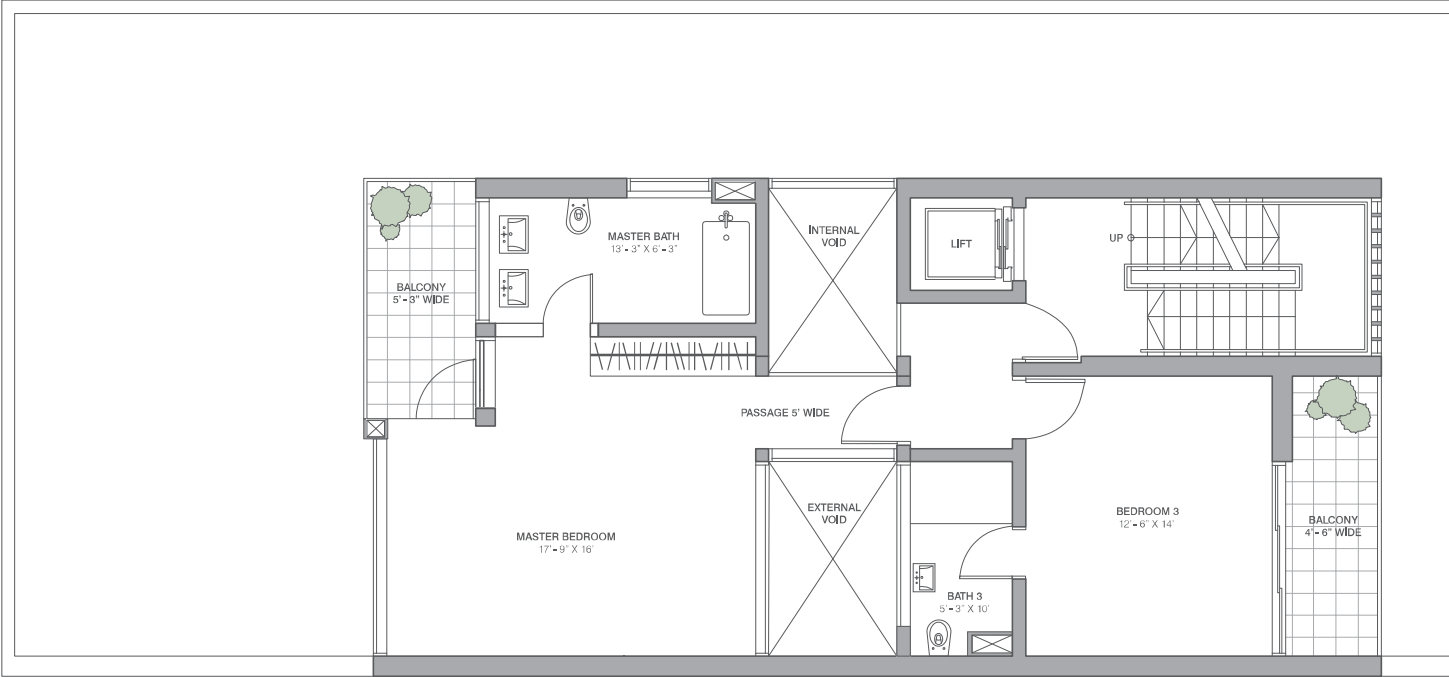 MASTER BATH
13'-3" X 6'-3"
INTERNAL
VOID
LIFT
UP
BALCONY
5'-3" WIDE
PASSAGE 5' WIDE
MASTER BEDROOM
17'-9" X 16'
EXTERNAL
VOID
BATH 3
5'-3" X 10'
BEDROOM 3
12'-6" X 14'
BALCONY
4'-6" WIDE